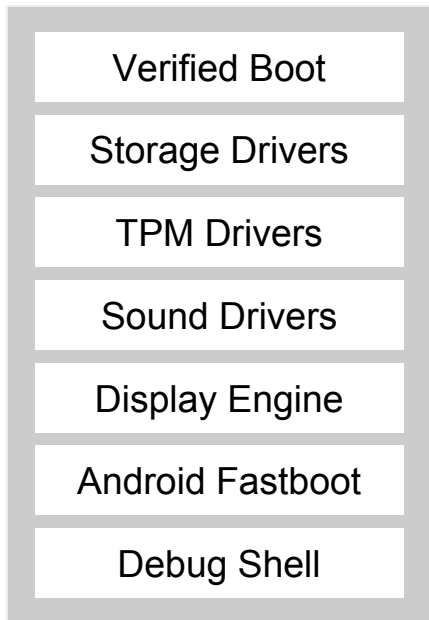 Verified Boot
Storage Drivers
TPM Drivers
Sound Drivers
Display Engine
Android Fastboot
Debug Shell